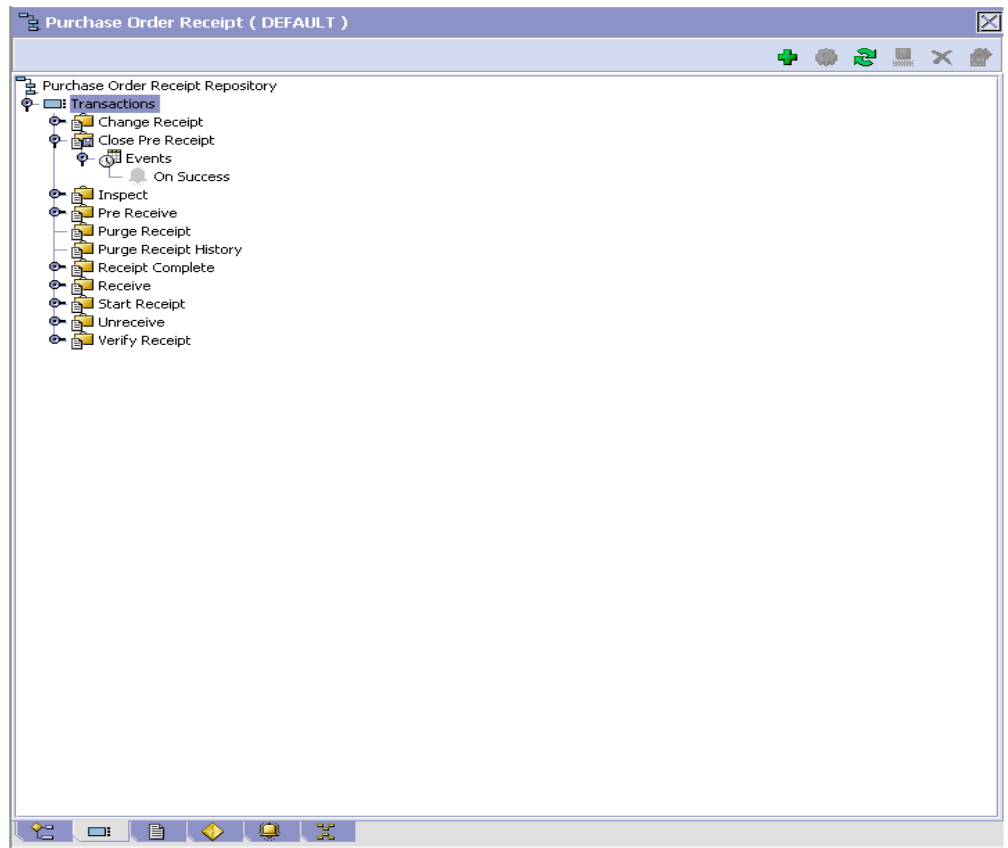 Purchase Order Receipt ( DEFAULT )
Purchase Order Receipt Repository
Transactions
Change Receipt
Close Pre Receipt
Events
On Success
Inspect
Pre Receive
Purge Receipt
Purge Receipt History
Receipt Complete
Receive
Start Receipt
Unreceive
Verify Receipt